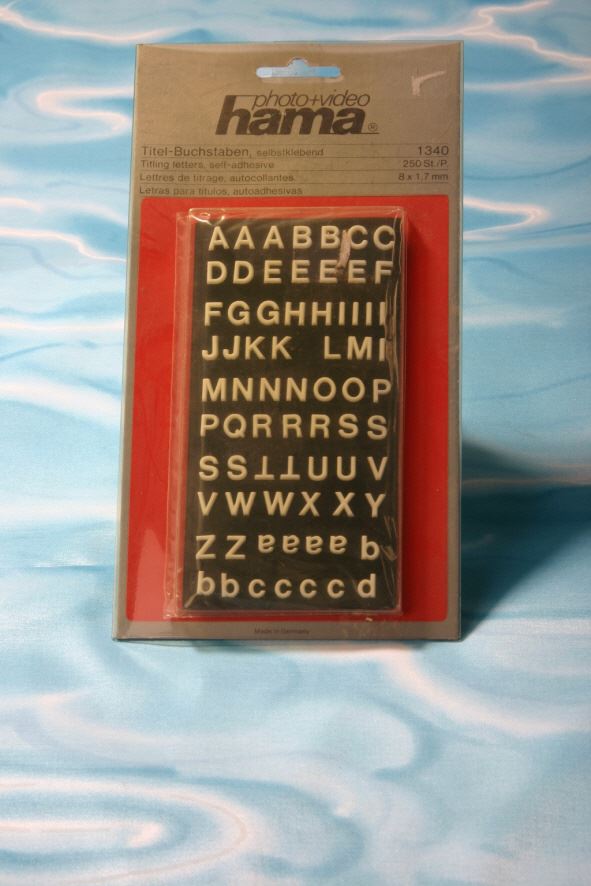 photo+video
hama®
Titel-Buchstaben, selbstklebend 1340
Titling letters, self-adhesive 250 St./P.
Lettres de titrage, autocollantes 8 x 1,7 mm
Letras para titulos, autoadhesivas
AAABBCC
DDEEEEF
FGGHHIIII
JJKK LMI
MNNNOOP
PQRRRSS
SSTTUUV
VWWXXY
ZZaaaab
bbccccd
Made in Germany